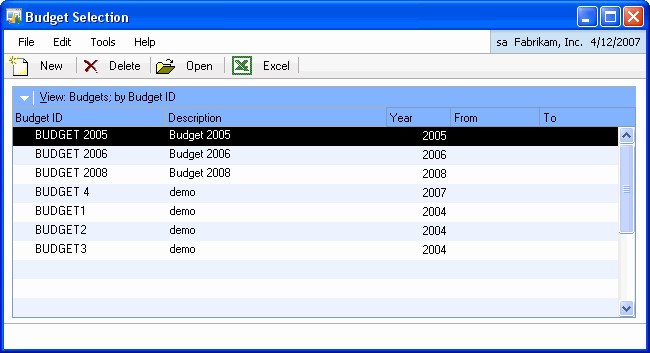 Budget Selection
File Edit Tools Help sa Fabrikam, Inc. 4/12/2007
New Delete Open Excel
View: Budgets; by Budget ID
Budget ID Description Year From To
BUDGET 2005 Budget 2005 2005
BUDGET 2006 Budget 2006 2006
BUDGET 2008 Budget 2008 2008
BUDGET 4 demo 2007
BUDGET1 demo 2004
BUDGET2 demo 2004
BUDGET3 demo 2004